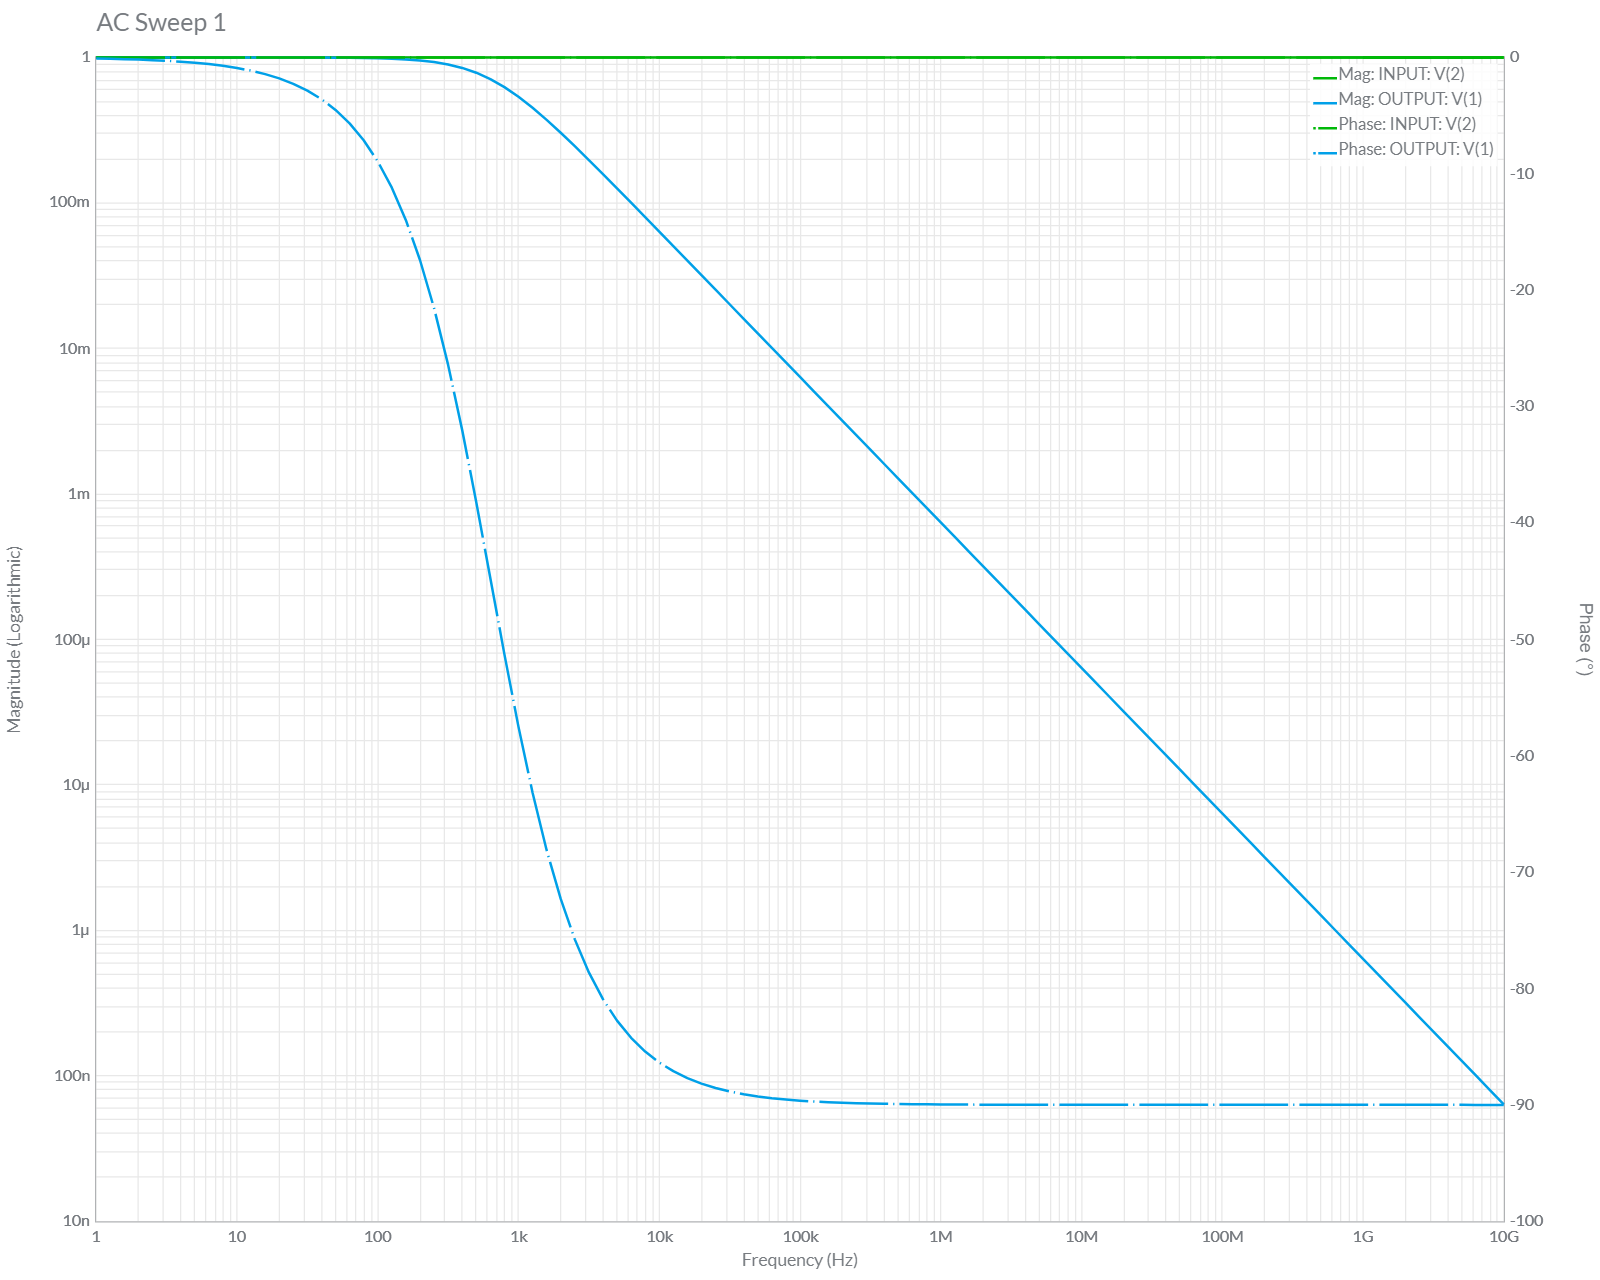 AC Sweep 1
Mag: INPUT: V(2)
Mag: OUTPUT: V(1)
Phase: INPUT: V(2)
Phase: OUTPUT: V(1)
Magnitude (Logarithmic)
1
100m
10m
1m
100μ
10μ
1μ
100n
10n
0
-10
-20
-30
-40
-50
-60
-70
-80
-90
-100
Phase (°)
1 10 100 1k 10k 100k 1M 10M 100M 1G 10G
Frequency (Hz)